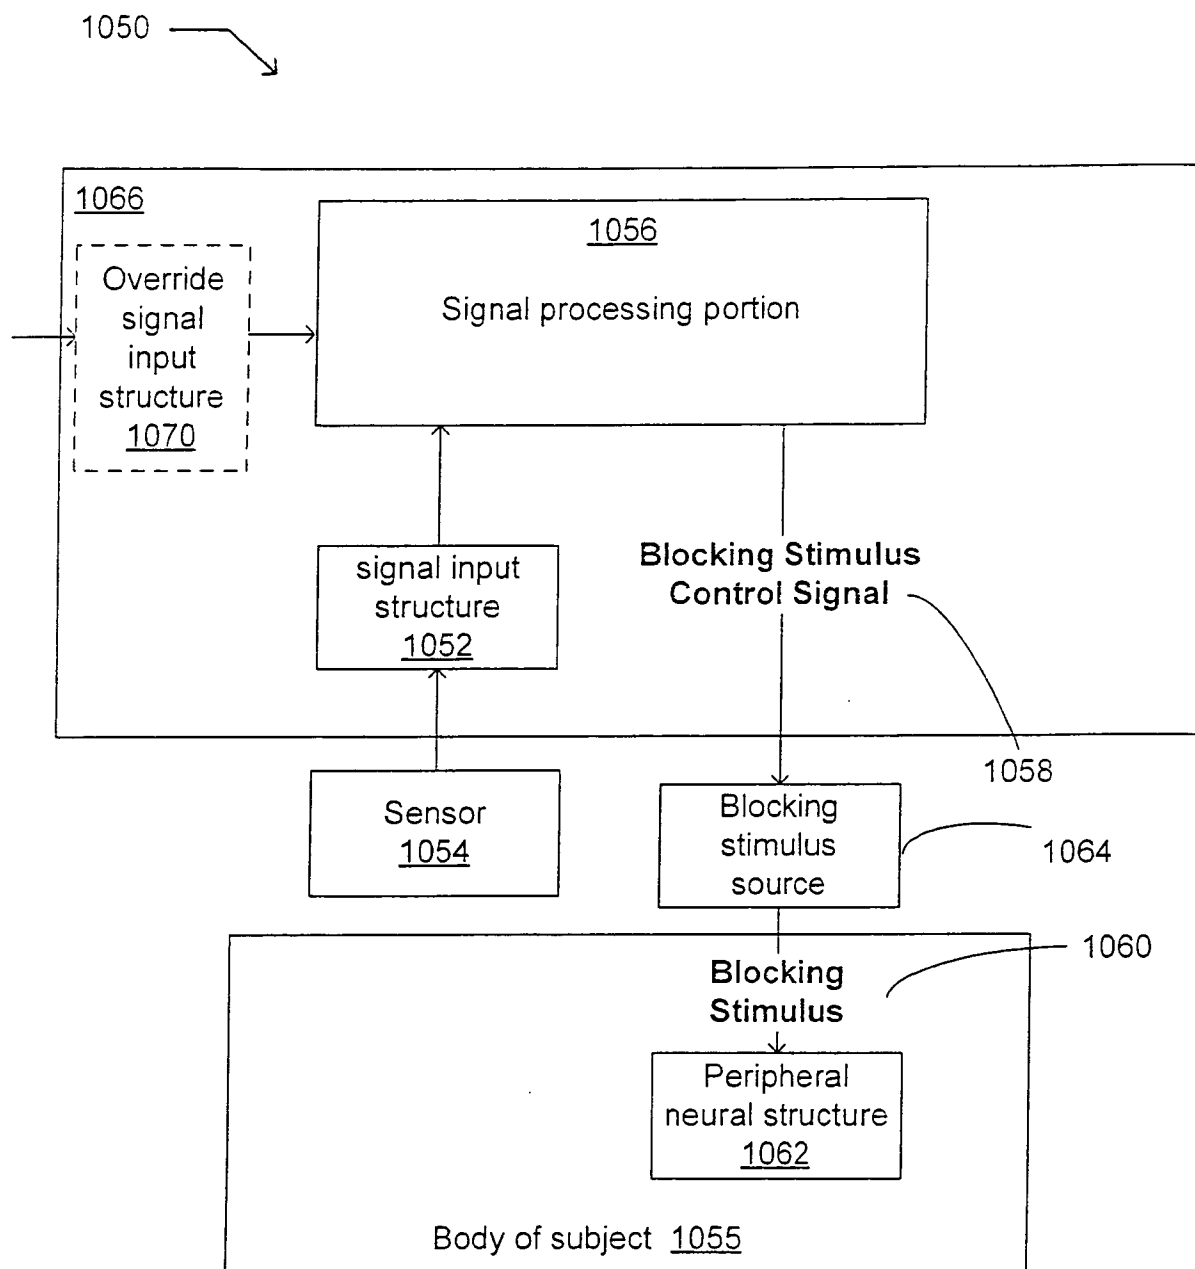 1050
1066
Override
signal
input
structure
1070
1056
Signal processing portion
signal input
structure
1052
Blocking Stimulus
Control Signal
1058
Sensor
1054
Blocking
stimulus
source
1064
Blocking
Stimulus
1060
Peripheral
neural structure
1062
Body of subject 1055